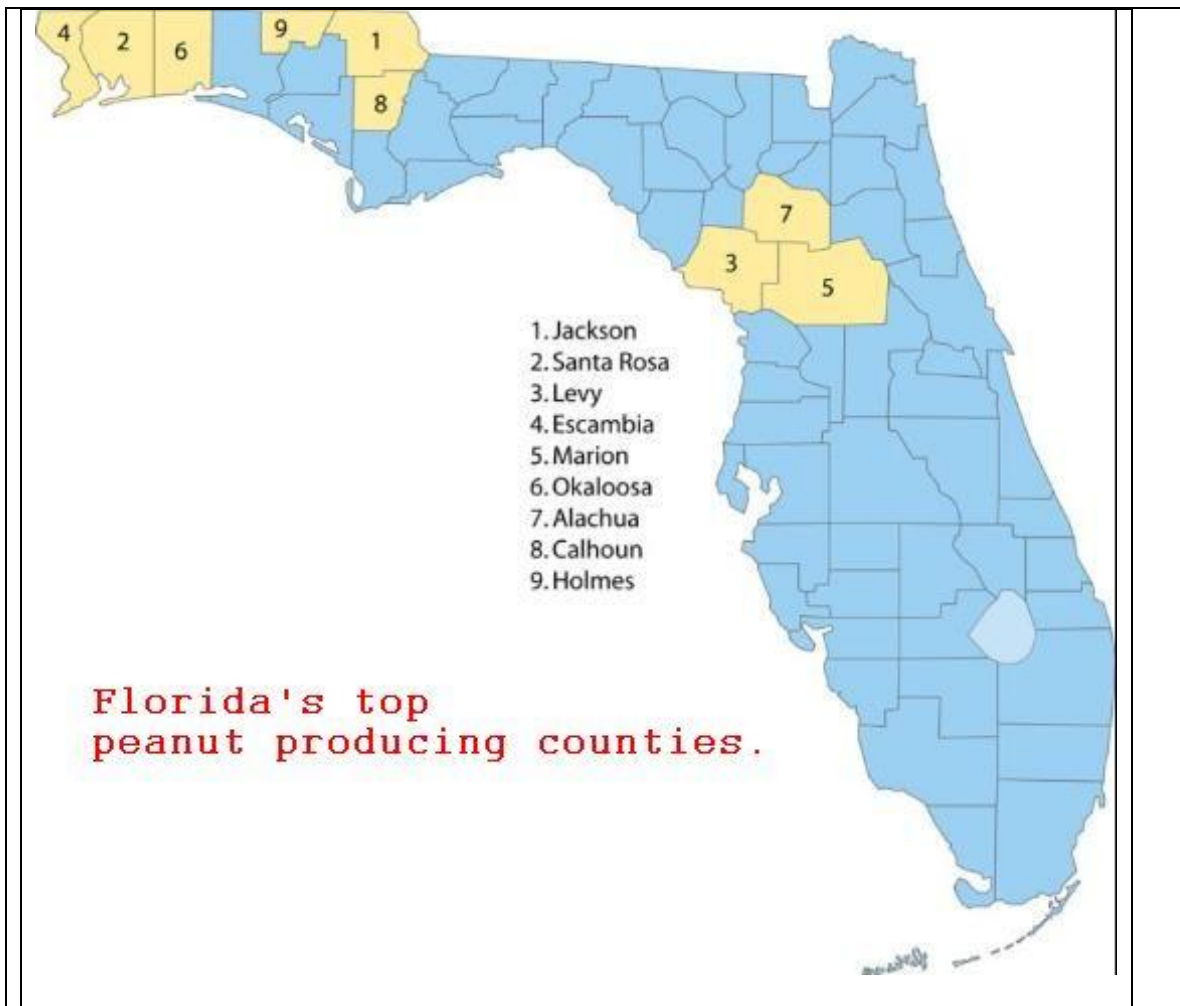 4
2
6
9
1
8
7
3
5
1. Jackson
2. Santa Rosa
3. Levy
4. Escambia
5. Marion
6. Okaloosa
7. Alachua
8. Calhoun
9. Holmes
Florida's top
peanut producing counties.